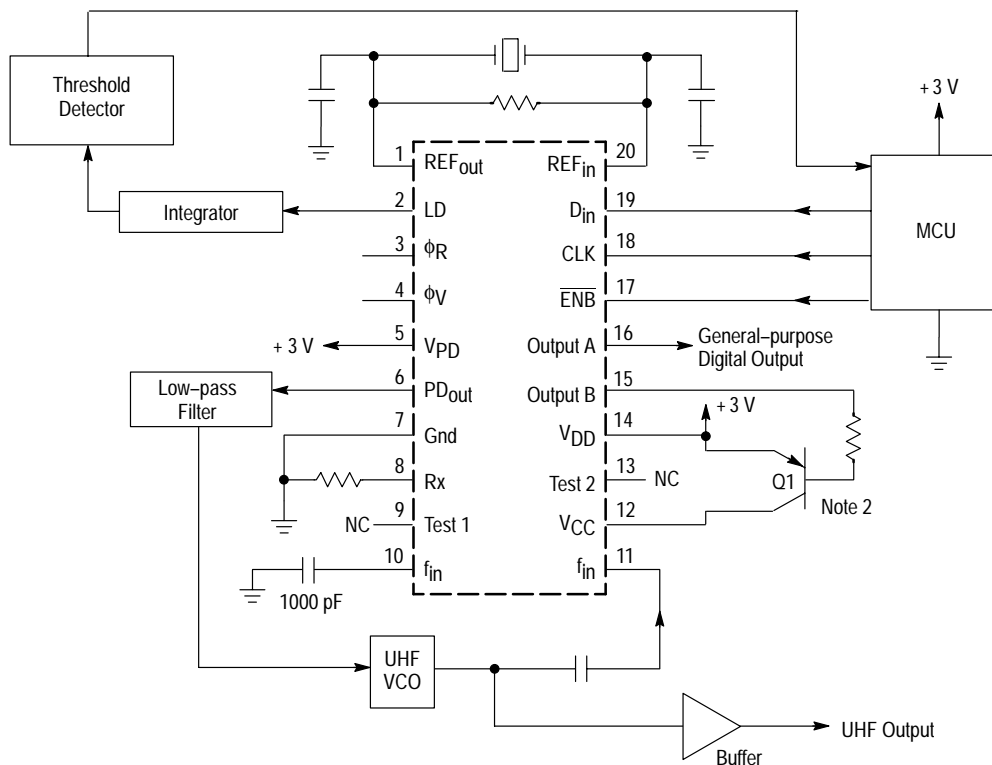 Threshold
Detector
+ 3 V
1
REFout
REFin
20
Integrator
2
LD
Din
19
MCU
3
ϕR
CLK
18
4
ϕV
ENB
17
+ 3 V
5
VPD
Output A
16
General–purpose
Digital Output
Low–pass
Filter
6
PDout
Output B
15
7
Gnd
VDD
14
+ 3 V
8
Rx
Test 2
13
NC
Q1
Note 2
NC
9
Test 1
VCC
12
10
fin
fin
11
1000 pF
UHF
VCO
Buffer
UHF Output